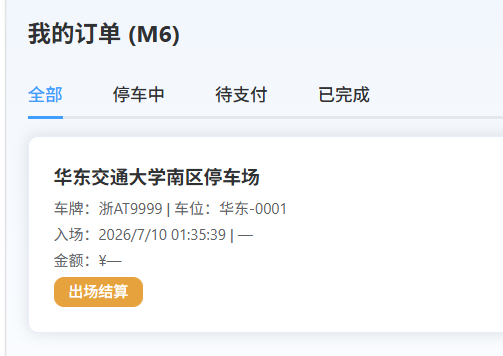 我的订单 (M6)
全部 停车中 待支付 已完成
华东交通大学南区停车场
车牌：浙AT9999 | 车位：华东-0001
入场：2026/7/10 01:35:39 | —
金额：¥—
出场结算